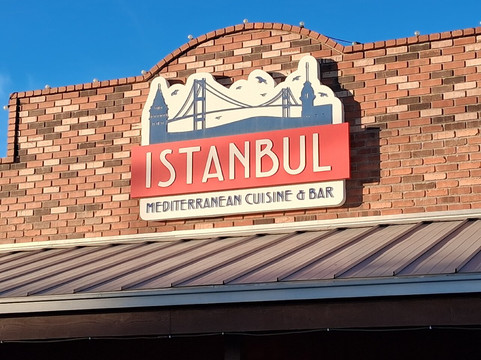 ISTANBUL
MEDITERRANEAN CUISINE & BAR